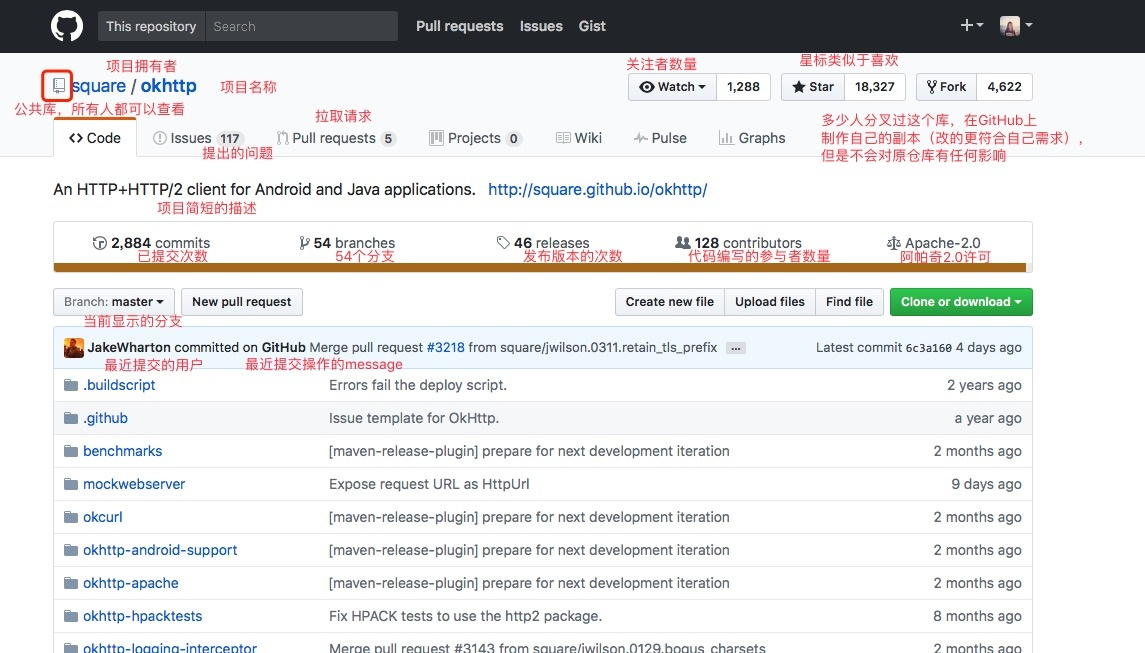 This repository Search Pull requests Issues Gist
项目拥有者 关注者数量 星标类似于喜欢
square / okhttp 项目名称 Watch 1,288 Star 18,327 Fork 4,622
公共库，所有人都可以查看 拉取请求
多少人分叉过这个库，在GitHub上
制作自己的副本（改的更符合自己需求），
但是不会对原仓库有任何影响
Code Issues 117 Pull requests 5 Projects 0 Wiki Pulse Graphs
提出的问题
An HTTP+HTTP/2 client for Android and Java applications. http://square.github.io/okhttp/
项目简短的描述
2,884 commits 54 branches 46 releases 128 contributors Apache-2.0
已提交次数 54个分支 发布版本的次数 代码编写的参与者数量 阿帕奇2.0许可
Branch: master New pull request Create new file Upload files Find file Clone or download
当前显示的分支
JakeWharton committed on GitHub Merge pull request #3218 from square/jwilson.0311.retain_tls_prefix ... Latest commit 6c3a160 4 days ago
最近提交的用户 最近提交操作的message
.buildscript Errors fail the deploy script. 2 years ago
.github Issue template for OkHttp. a year ago
benchmarks [maven-release-plugin] prepare for next development iteration 2 months ago
mockwebserver Expose request URL as HttpUrl 9 days ago
okcurl [maven-release-plugin] prepare for next development iteration 2 months ago
okhttp-android-support [maven-release-plugin] prepare for next development iteration 2 months ago
okhttp-apache [maven-release-plugin] prepare for next development iteration 2 months ago
okhttp-hpacktests Fix HPACK tests to use the http2 package. 8 months ago
okhttp-logging-interceptor Merge pull request #3143 from square/jwilson.0129.bogus_charsets 2 months ago